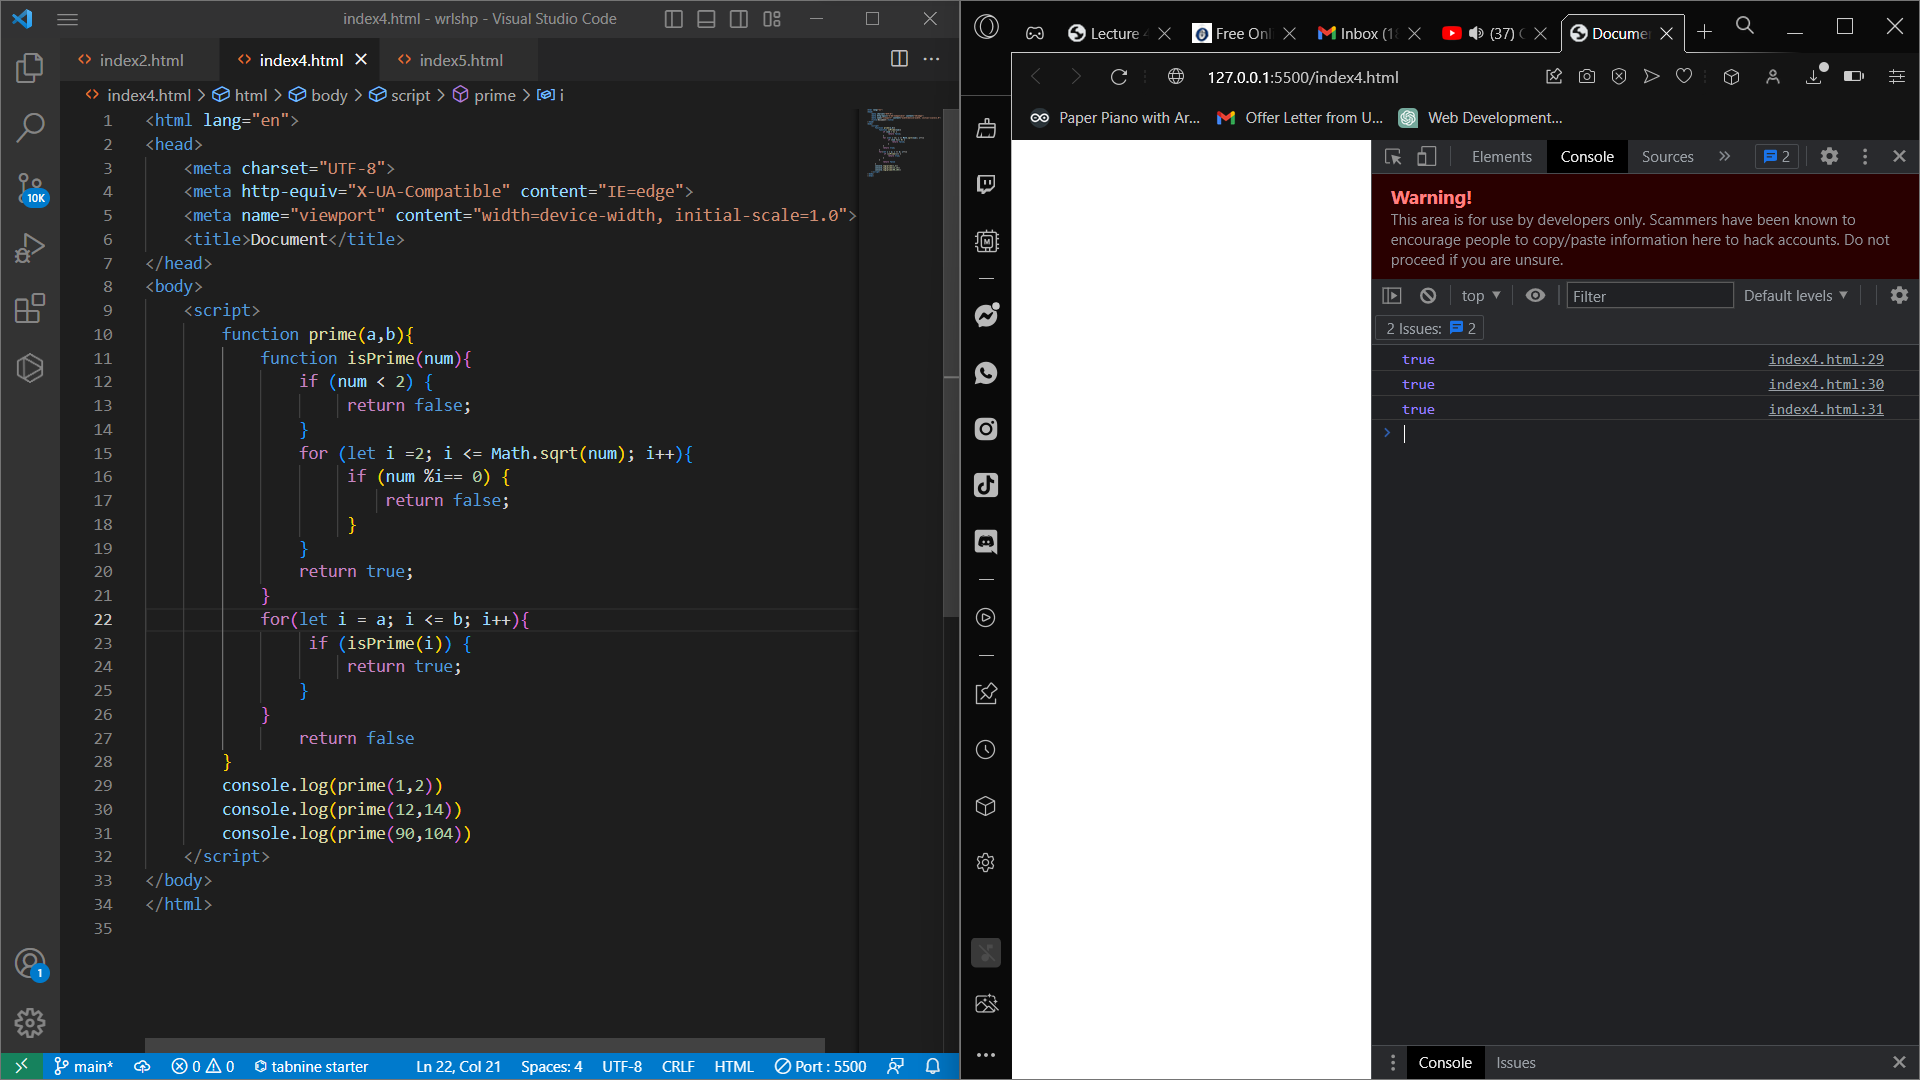 index4.html - wrlshp - Visual Studio Code
index2.html
index4.html
index5.html
index4.html > html > body > script > prime > i
1 <html lang="en">
2 <head>
3 <meta charset="UTF-8">
4 <meta http-equiv="X-UA-Compatible" content="IE=edge">
5 <meta name="viewport" content="width=device-width, initial-scale=1.0">
6 <title>Document</title>
7 </head>
8 <body>
9 <script>
10 function prime(a,b){
11 function isPrime(num){
12 if (num < 2) {
13 return false;
14 }
15 for (let i =2; i <= Math.sqrt(num); i++){
16 if (num %i== 0) {
17 return false;
18 }
19 }
20 return true;
21 }
22 for(let i = a; i <= b; i++){
23 if (isPrime(i)) {
24 return true;
25 }
26 }
27 return false
28 }
29 console.log(prime(1,2))
30 console.log(prime(12,14))
31 console.log(prime(90,104))
32 </script>
33 </body>
34 </html>
35
10K
1
main*
0
0
tabnine starter
Ln 22, Col 21
Spaces: 4
UTF-8
CRLF
HTML
Port : 5500
Lecture
Free Onl
Inbox (1
(37)
Docume
127.0.0.1:5500/index4.html
Paper Piano with Ar...
Offer Letter from U...
Web Development...
Elements
Console
Sources
2
Warning!
This area is for use by developers only. Scammers have been known to
encourage people to copy/paste information here to hack accounts. Do not
proceed if you are unsure.
top
Filter
Default levels
2 Issues: 2
true index4.html:29
true index4.html:30
true index4.html:31
Console
Issues